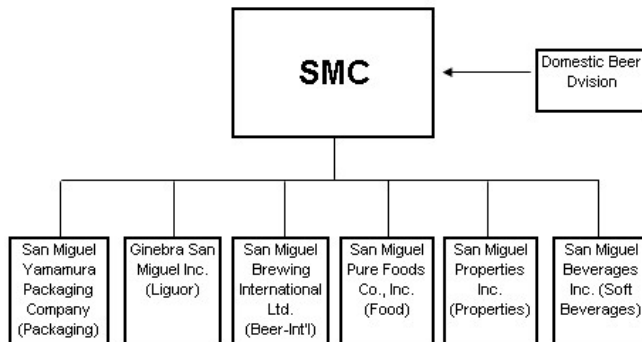 SMC
Domestic Beer
Dvision
San Miguel
Yamamura
Packaging
Company
(Packaging)
Ginebra San
Miguel Inc.
(Liguor)
San Miguel
Brewing
International
Ltd.
(Beer-Int'l)
San Miguel
Pure Foods
Co., Inc.
(Food)
San Miguel
Properties
Inc.
(Properties)
San Miguel
Beverages
Inc. (Soft
Beverages)